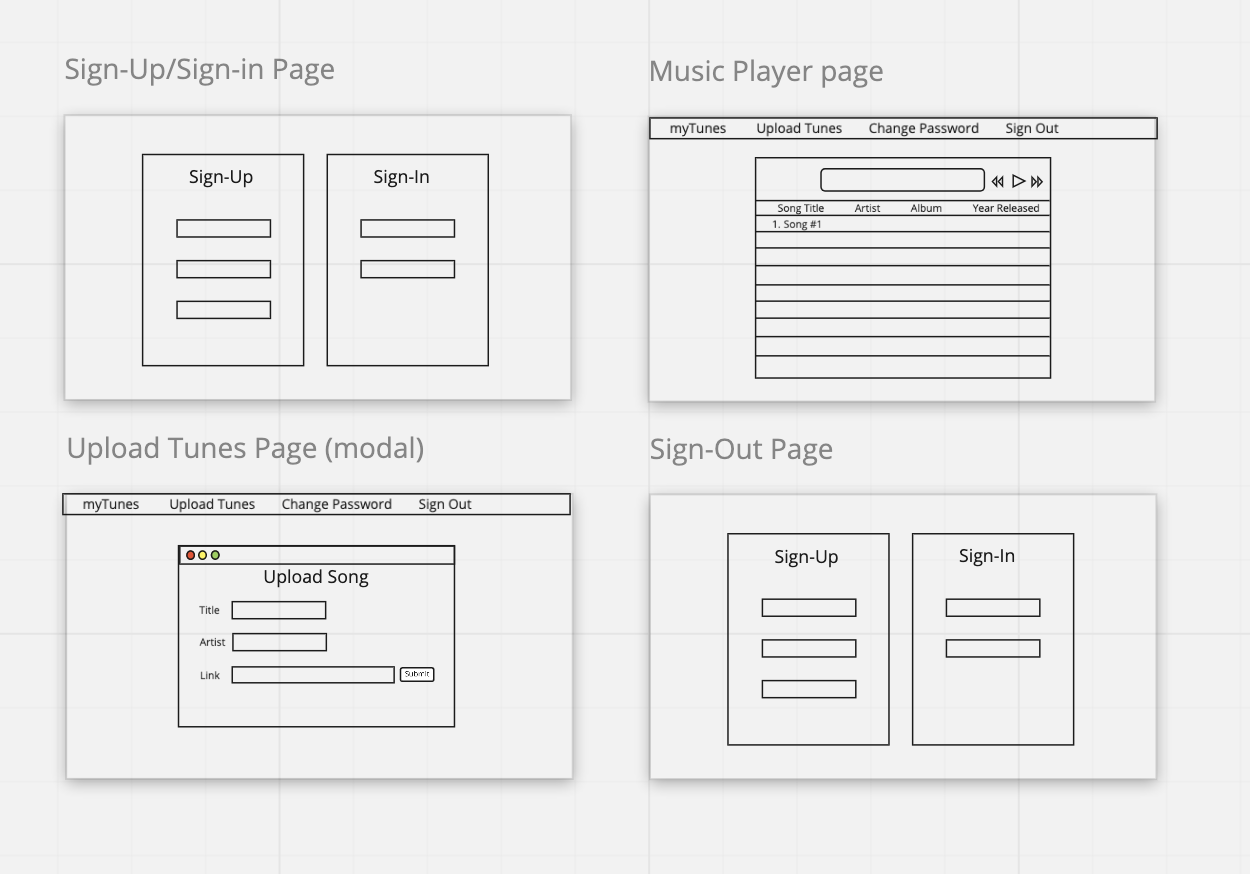 Sign-Up/Sign-in Page
Sign-Up
Sign-In
Music Player page
myTunes Upload Tunes Change Password Sign Out
Song Title Artist Album Year Released
1. Song #1
Upload Tunes Page (modal)
myTunes Upload Tunes Change Password Sign Out
Upload Song
Title
Artist
Link Submit
Sign-Out Page
Sign-Up
Sign-In